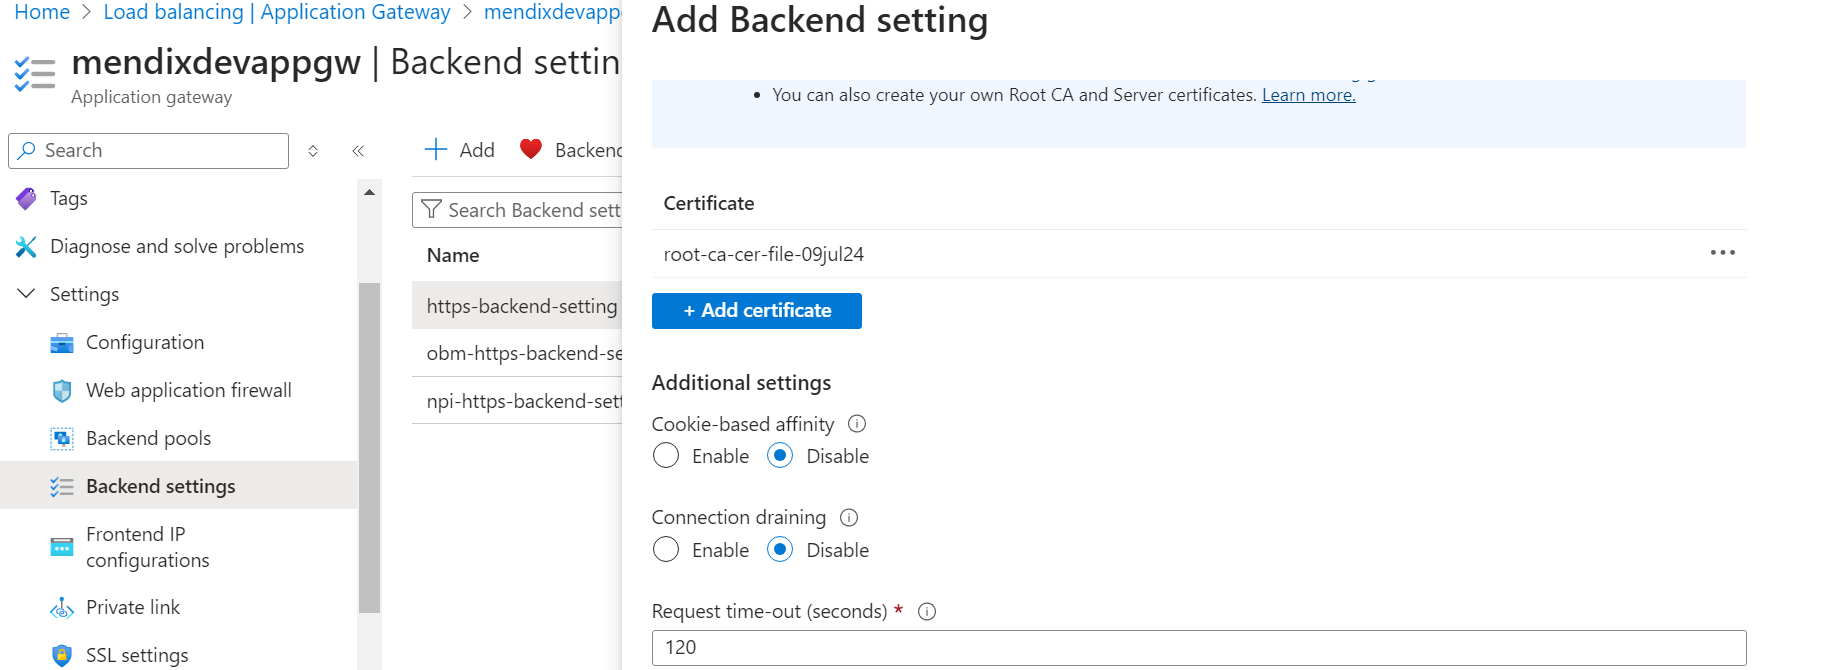 Home > Load balancing | Application Gateway > mendixdevapp
mendixdevappgw | Backend settin
Application gateway
Search
Tags
Diagnose and solve problems
Settings
Configuration
Web application firewall
Backend pools
Backend settings
Frontend IP
configurations
Private link
SSL settings
+ Add Backend
Search Backend sett
Name
https-backend-setting
obm-https-backend-se
npi-https-backend-sett
Add Backend setting
• You can also create your own Root CA and Server certificates. Learn more.
Certificate
root-ca-cer-file-09jul24
+ Add certificate
Additional settings
Cookie-based affinity
Enable Disable
Connection draining
Enable Disable
Request time-out (seconds) *
120